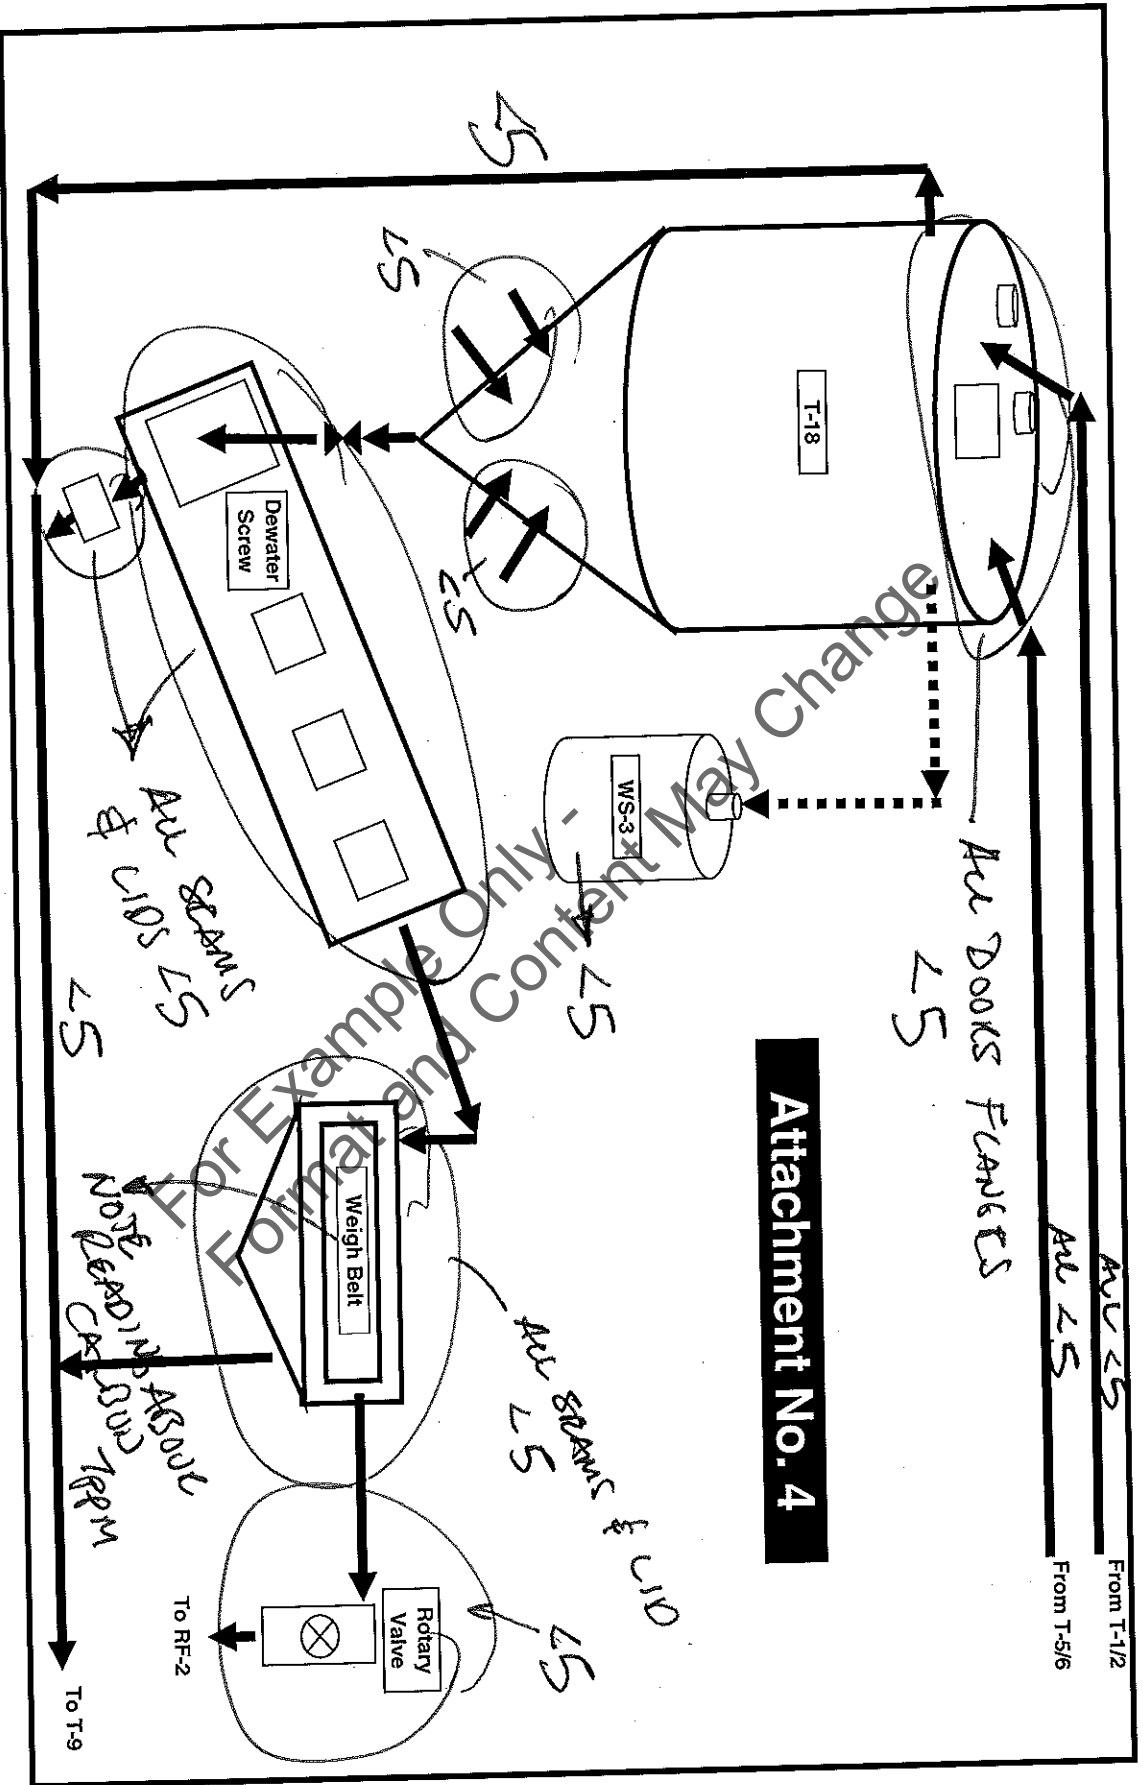 From T-1/2
From T-5/6
ALL <5
All <5
All DOORS FLANGES
<5
Attachment No. 4
T-18
WS-3
<5
<5
<5
<5
Dewater
Screw
All SEAMS
& LIDS <5
<5
Weigh Belt
All SEAMS & LID
<5
NOTE
READING ABOVE
7PPM
Rotary
Valve
<5
To RF-2
To T-9
For Example Only -
Format and Content May Change